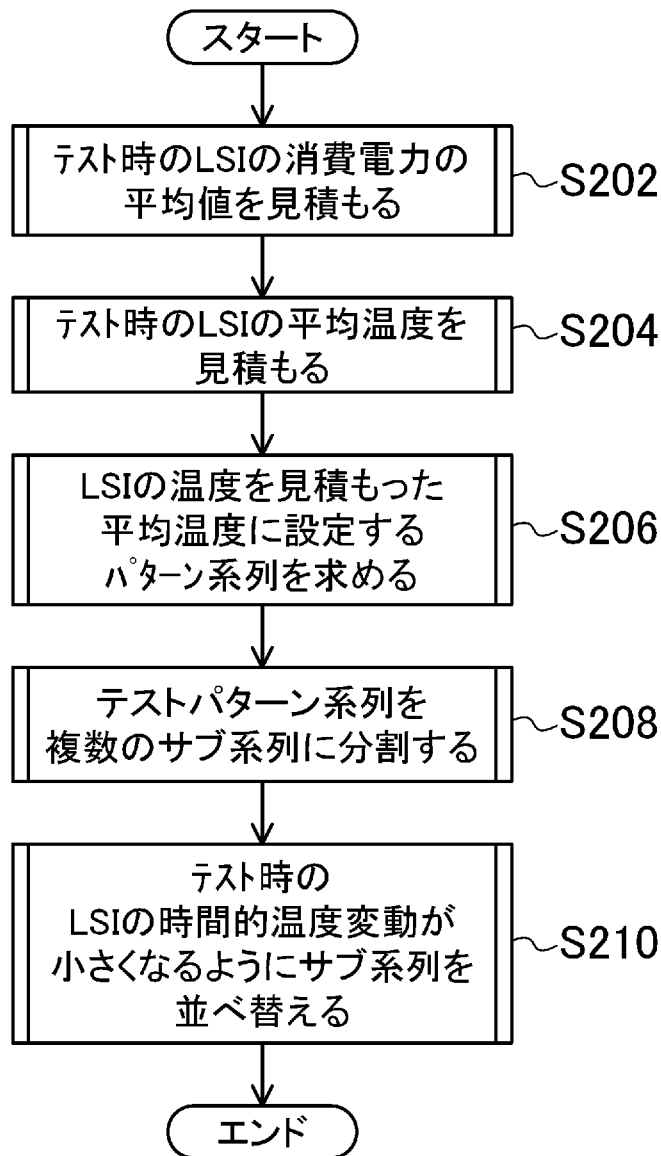 スタート
テスト時のLSIの消費電力の
平均値を見積もる
S202
テスト時のLSIの平均温度を
見積もる
S204
LSIの温度を見積もった
平均温度に設定する
パターン系列を求める
S206
テストパターン系列を
複数のサブ系列に分割する
S208
テスト時の
LSIの時間的温度変動が
小さくなるようにサブ系列を
並べ替える
S210
エンド